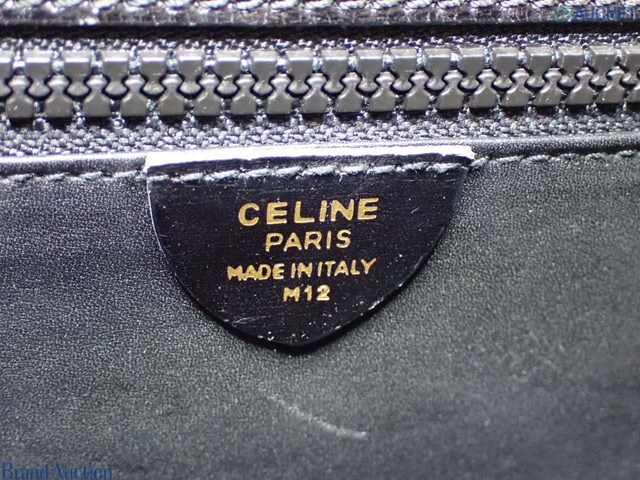 CELINE
PARIS
MADE IN ITALY
M12
Brand Auction